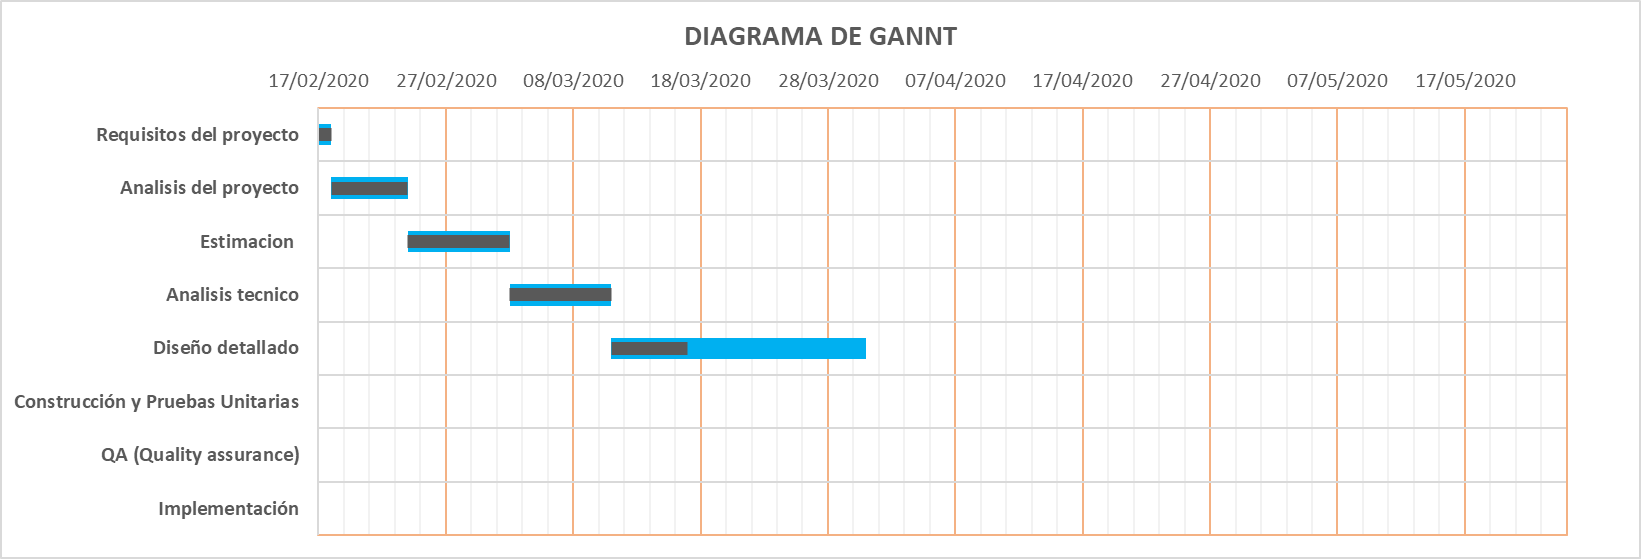 DIAGRAMA DE GANNT
17/02/2020 27/02/2020 08/03/2020 18/03/2020 28/03/2020 07/04/2020 17/04/2020 27/04/2020 07/05/2020 17/05/2020
Requisitos del proyecto
Analisis del proyecto
Estimacion
Analisis tecnico
Diseño detallado
Construcción y Pruebas Unitarias
QA (Quality assurance)
Implementación